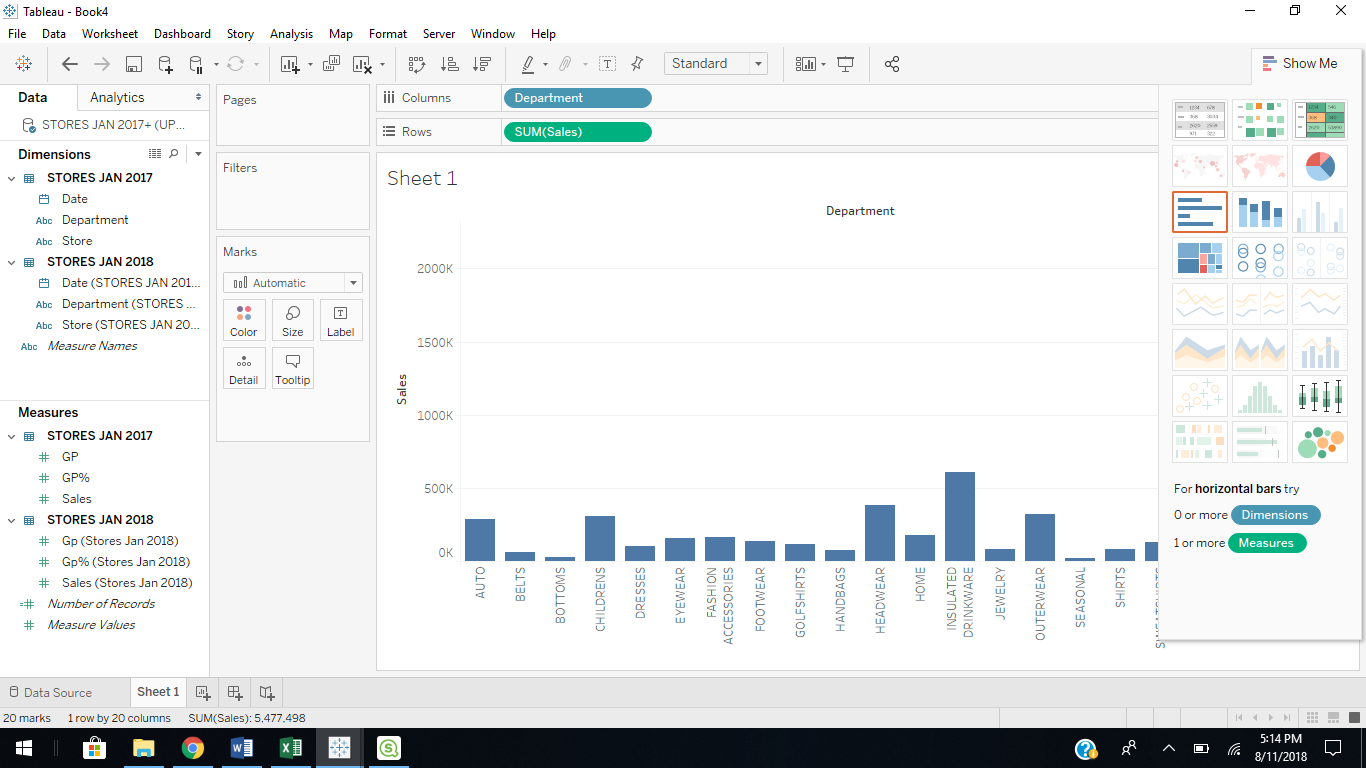 Tableau - Book4
File Data Worksheet Dashboard Story Analysis Map Format Server Window Help
Standard
Show Me
Data Analytics
STORES JAN 2017+ (UP...
Dimensions
STORES JAN 2017
Date
Abc Department
Abc Store
STORES JAN 2018
Date (STORES JAN 201...
Abc Department (STORES ...
Abc Store (STORES JAN 20...
Abc Measure Names
Measures
STORES JAN 2017
GP
GP%
Sales
STORES JAN 2018
Gp (Stores Jan 2018)
Gp% (Stores Jan 2018)
Sales (Stores Jan 2018)
Number of Records
Measure Values
Pages
Filters
Marks
Automatic
Color Size Label
Detail Tooltip
Columns Department
Rows SUM(Sales)
Sheet 1
Department
Sales
2000K
1500K
1000K
500K
0K
AUTO
BELTS
BOTTOMS
CHILDRENS
DRESSES
EYEWEAR
FASHION
ACCESSORIES
FOOTWEAR
GOLFSHIRTS
HANDBAGS
HEADWEAR
HOME
INSULATED
DRINKWARE
JEWELRY
OUTERWEAR
SEASONAL
SHIRTS
For horizontal bars try
0 or more Dimensions
1 or more Measures
Data Source Sheet 1
20 marks 1 row by 20 columns SUM(Sales): 5,477,498
5:14 PM
8/11/2018